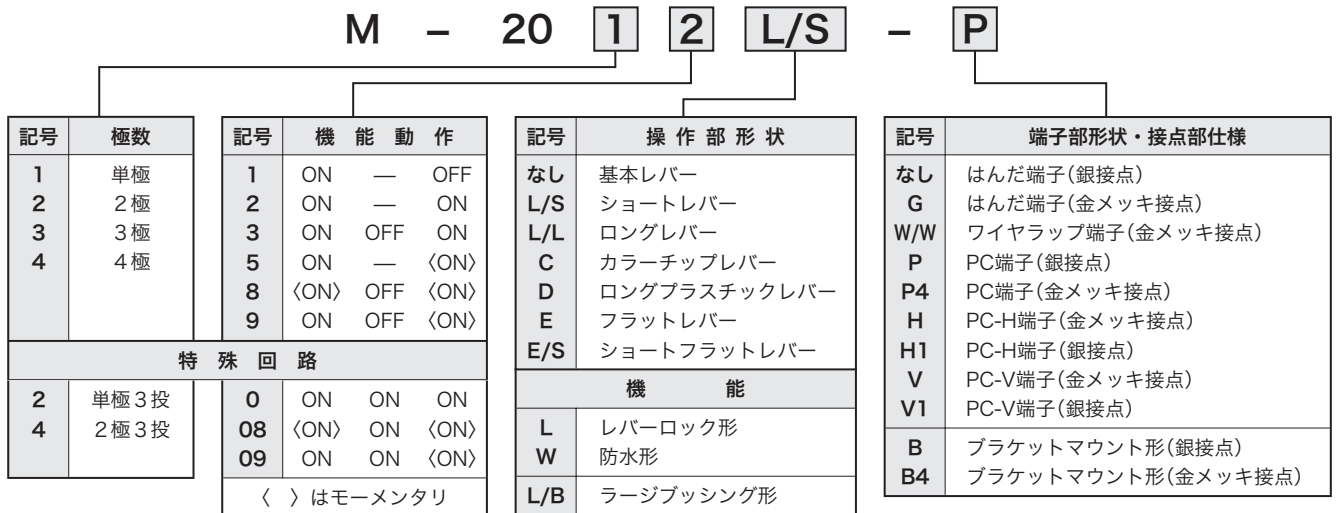 M – 20 1 2 L/S – P
記号 極数
1 単極
2 2極
3 3極
4 4極
記号 機能動作
1 ON — OFF
2 ON — ON
3 ON OFF ON
5 ON — 〈ON〉
8 〈ON〉 OFF 〈ON〉
9 ON OFF 〈ON〉
特殊回路
2 単極3投
4 2極3投
0 ON ON ON
08 〈ON〉 ON 〈ON〉
09 ON ON 〈ON〉
〈 〉はモーメンタリ
記号 操作部形状
なし 基本レバー
L/S ショートレバー
L/L ロングレバー
C カラーチップレバー
D ロングプラスチックレバー
E フラットレバー
E/S ショートフラットレバー
機能
L レバーロック形
W 防水形
L/B ラージブッシング形
記号 端子部形状・接点部仕様
なし はんだ端子(銀接点)
G はんだ端子(金メッキ接点)
W/W ワイヤラップ端子(金メッキ接点)
P PC端子(銀接点)
P4 PC端子(金メッキ接点)
H PC-H端子(金メッキ接点)
H1 PC-H端子(銀接点)
V PC-V端子(金メッキ接点)
V1 PC-V端子(銀接点)
B ブラケットマウント形(銀接点)
B4 ブラケットマウント形(金メッキ接点)